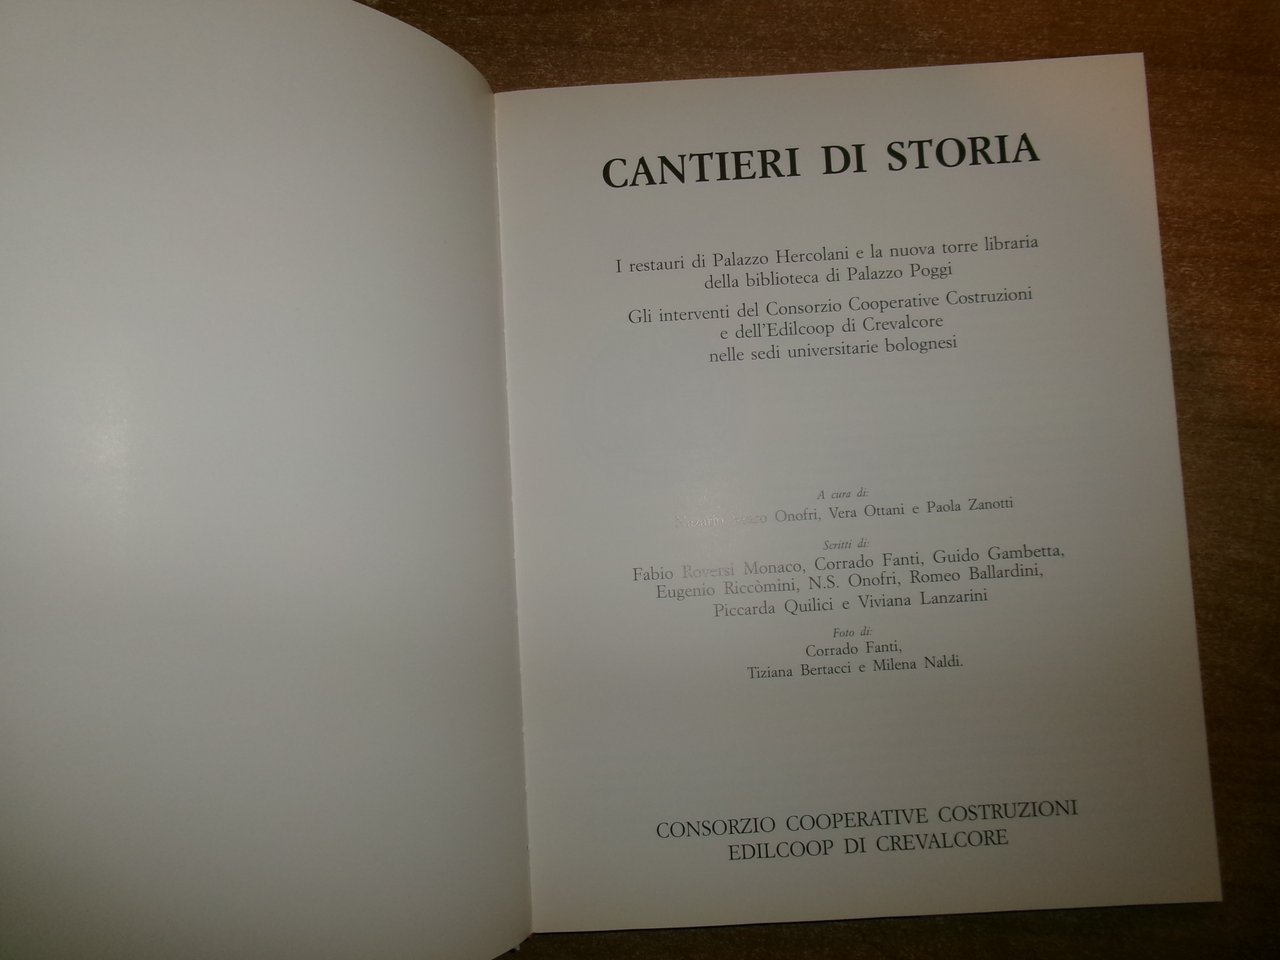 CANTIERI DI STORIA
I restauri di Palazzo Hercolani e la nuova torre libraria
della biblioteca di Palazzo Poggi
Gli interventi del Consorzio Cooperative Costruzioni
e dell'Edilcoop di Crevalcore
nelle sedi universitarie bolognesi
A cura di:
Onofri, Vera Ottani e Paola Zanotti
Scritti di:
Fabio Roversi Monaco, Corrado Fanti, Guido Gambetta,
Eugenio Riccòmini, N.S. Onofri, Romeo Ballardini,
Piccarda Quilici e Viviana Lanzarini
Foto di:
Corrado Fanti,
Tiziana Bertacci e Milena Naldi.
CONSORZIO COOPERATIVE COSTRUZIONI
EDILCOOP DI CREVALCORE